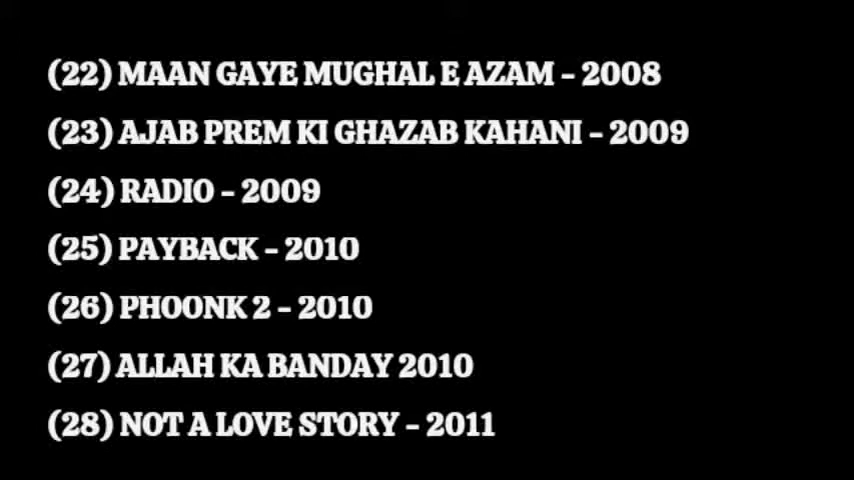 (22) MAAN GAYE MUGHAL E AZAM - 2008
(23) AJAB PREM KI GHAZAB KAHANI - 2009
(24) RADIO - 2009
(25) PAYBACK - 2010
(26) PHOONK 2 - 2010
(27) ALLAH KA BANDAY 2010
(28) NOT A LOVE STORY - 2011